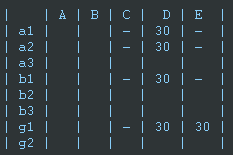 |    | A | B | C | D  | E  |
| a1 |   |   | – | 30 | –  |
| a2 |   |   | – | 30 | –  |
| a3 |   |   |   |    |    |
| b1 |   |   | – | 30 | –  |
| b2 |   |   |   |    |    |
| b3 |   |   |   |    |    |
| g1 |   |   | – | 30 | 30 |
| g2 |   |   |   |    |    |